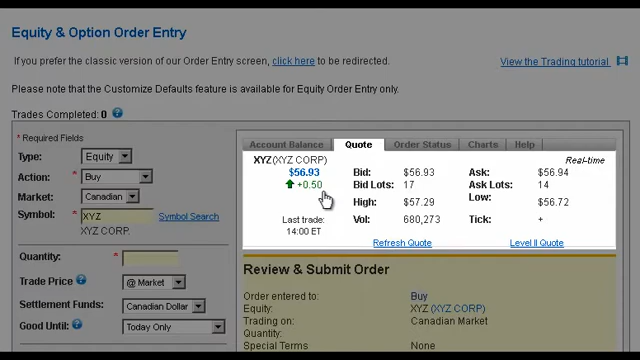 Equity & Option Order Entry
If you prefer the classic version of our Order Entry screen, click here to be redirected.
View the Trading tutorial
Please note that the Customize Defaults feature is available for Equity Order Entry only.
Trades Completed: 0 ?
* Required Fields
Type: Equity
* Action: Buy
Market: Canadian
* Symbol: XYZ Symbol Search
XYZ CORP.
Quantity: *
Trade Price ? @ Market
Settlement Funds: Canadian Dollar
Good Until: ? Today Only
Account Balance Quote Order Status Charts Help
XYZ (XYZ CORP) Real-time
$56.93 Bid: $56.93 Ask: $56.94
+0.50 Bid Lots: 17 Ask Lots: 14
High: $57.29 Low: $56.72
Last trade: Vol: 680,273 Tick: +
14:00 ET
Refresh Quote Level II Quote
Review & Submit Order
Order entered to: Buy
Equity: XYZ (XYZ CORP)
Trading on: Canadian Market
Quantity:
Special Terms None